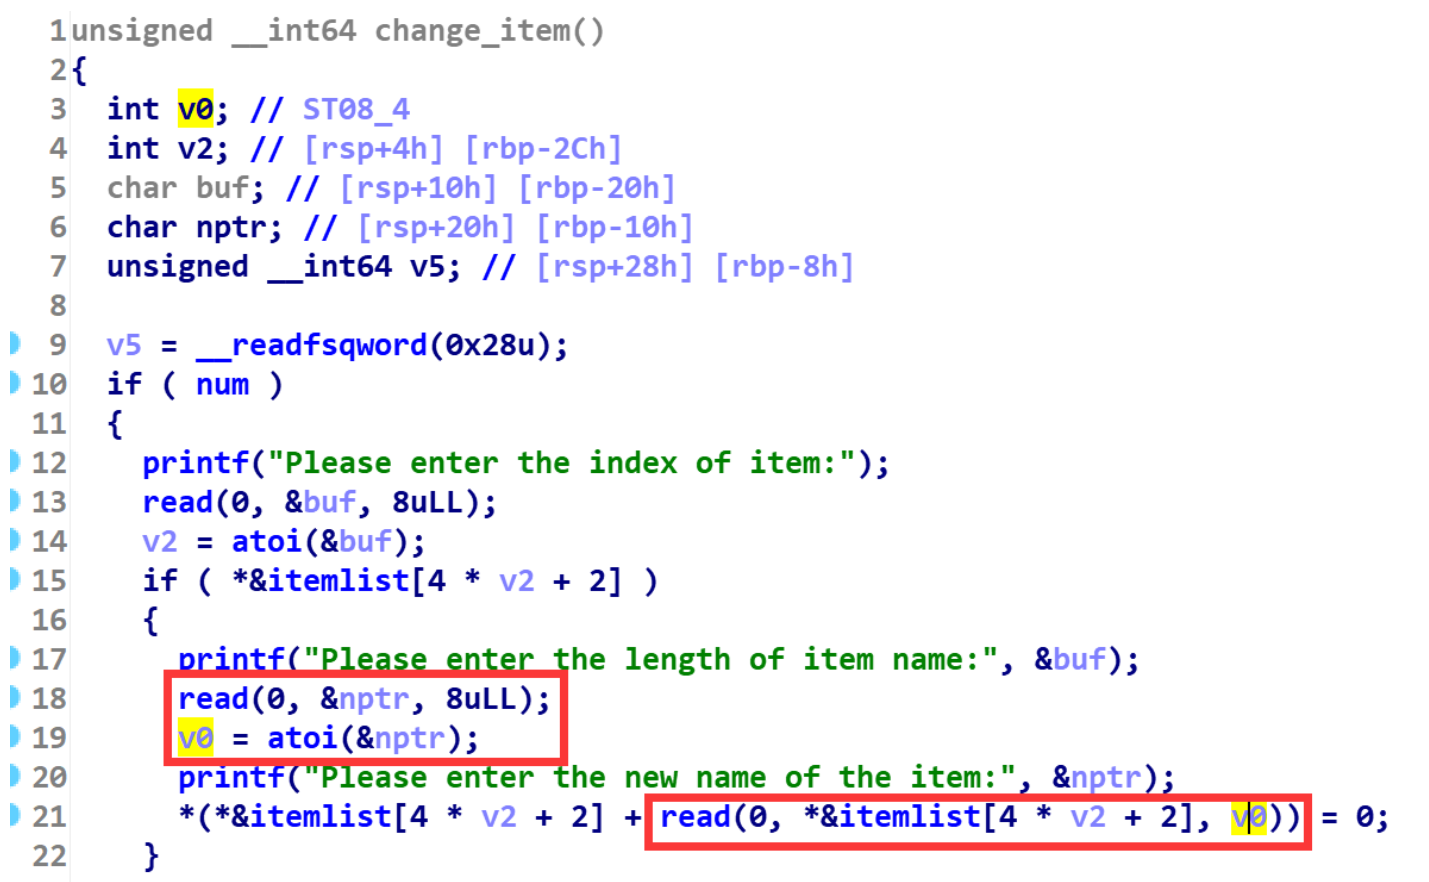 1 unsigned __int64 change_item()
2 {
3 int v0; // ST08_4
4 int v2; // [rsp+4h] [rbp-2Ch]
5 char buf; // [rsp+10h] [rbp-20h]
6 char nptr; // [rsp+20h] [rbp-10h]
7 unsigned __int64 v5; // [rsp+28h] [rbp-8h]
8
9 v5 = __readfsqword(0x28u);
10 if ( num )
11 {
12 printf("Please enter the index of item:");
13 read(0, &buf, 8uLL);
14 v2 = atoi(&buf);
15 if ( *&itemlist[4 * v2 + 2] )
16 {
17 printf("Please enter the length of item name:", &buf);
18 read(0, &nptr, 8uLL);
19 v0 = atoi(&nptr);
20 printf("Please enter the new name of the item:", &nptr);
21 *(*&itemlist[4 * v2 + 2] + read(0, *&itemlist[4 * v2 + 2], v0)) = 0;
22 }